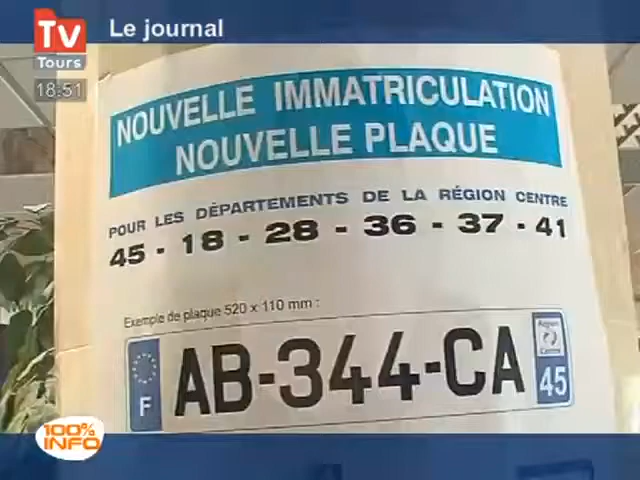 Tv
Tours
18:51
Le journal
NOUVELLE IMMATRICULATION
NOUVELLE PLAQUE
POUR LES DÉPARTEMENTS DE LA RÉGION CENTRE
45 - 18 - 28 - 36 - 37 - 41
Exemple de plaque 520 x 110 mm :
F
AB-344-CA
Région
Centre
45
100%
INFO